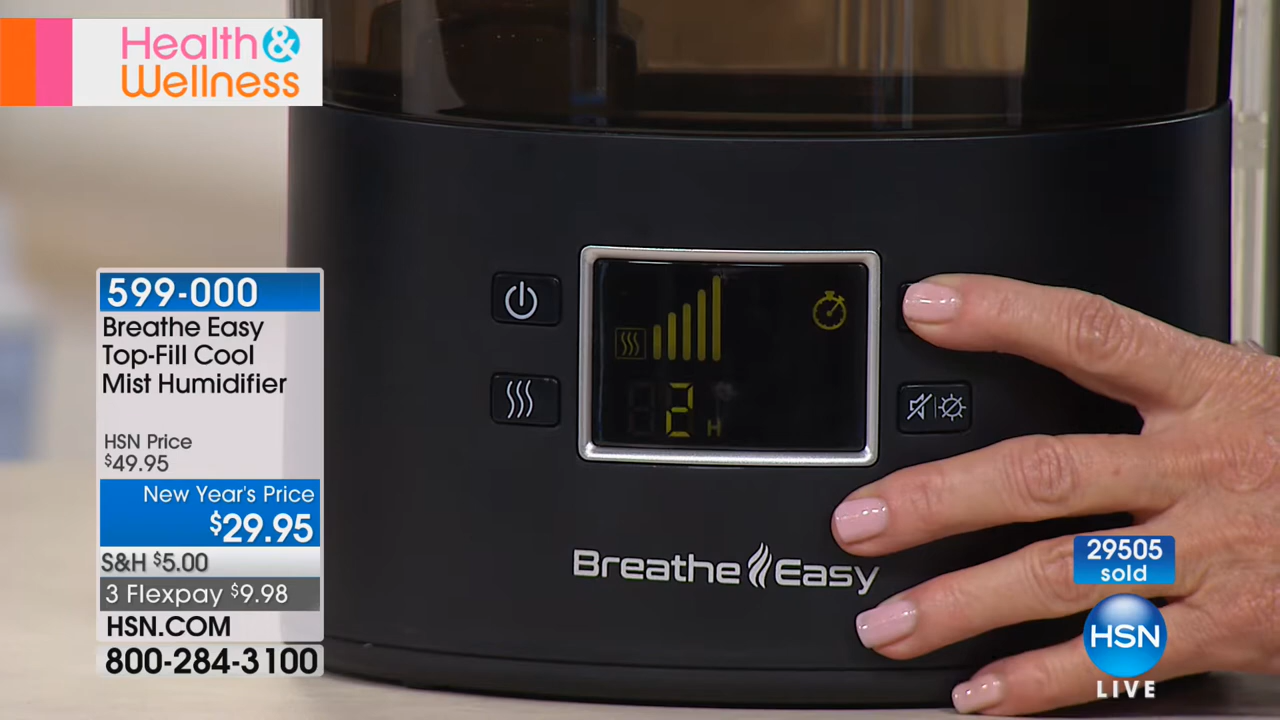 Health &
Wellness
599-000
Breathe Easy
Top-Fill Cool
Mist Humidifier
HSN Price
$49.95
New Year's Price
$29.95
S&H $5.00
3 Flexpay $9.98
HSN.COM
800-284-3100
2 H
Breathe Easy
29505
sold
HSN
LIVE